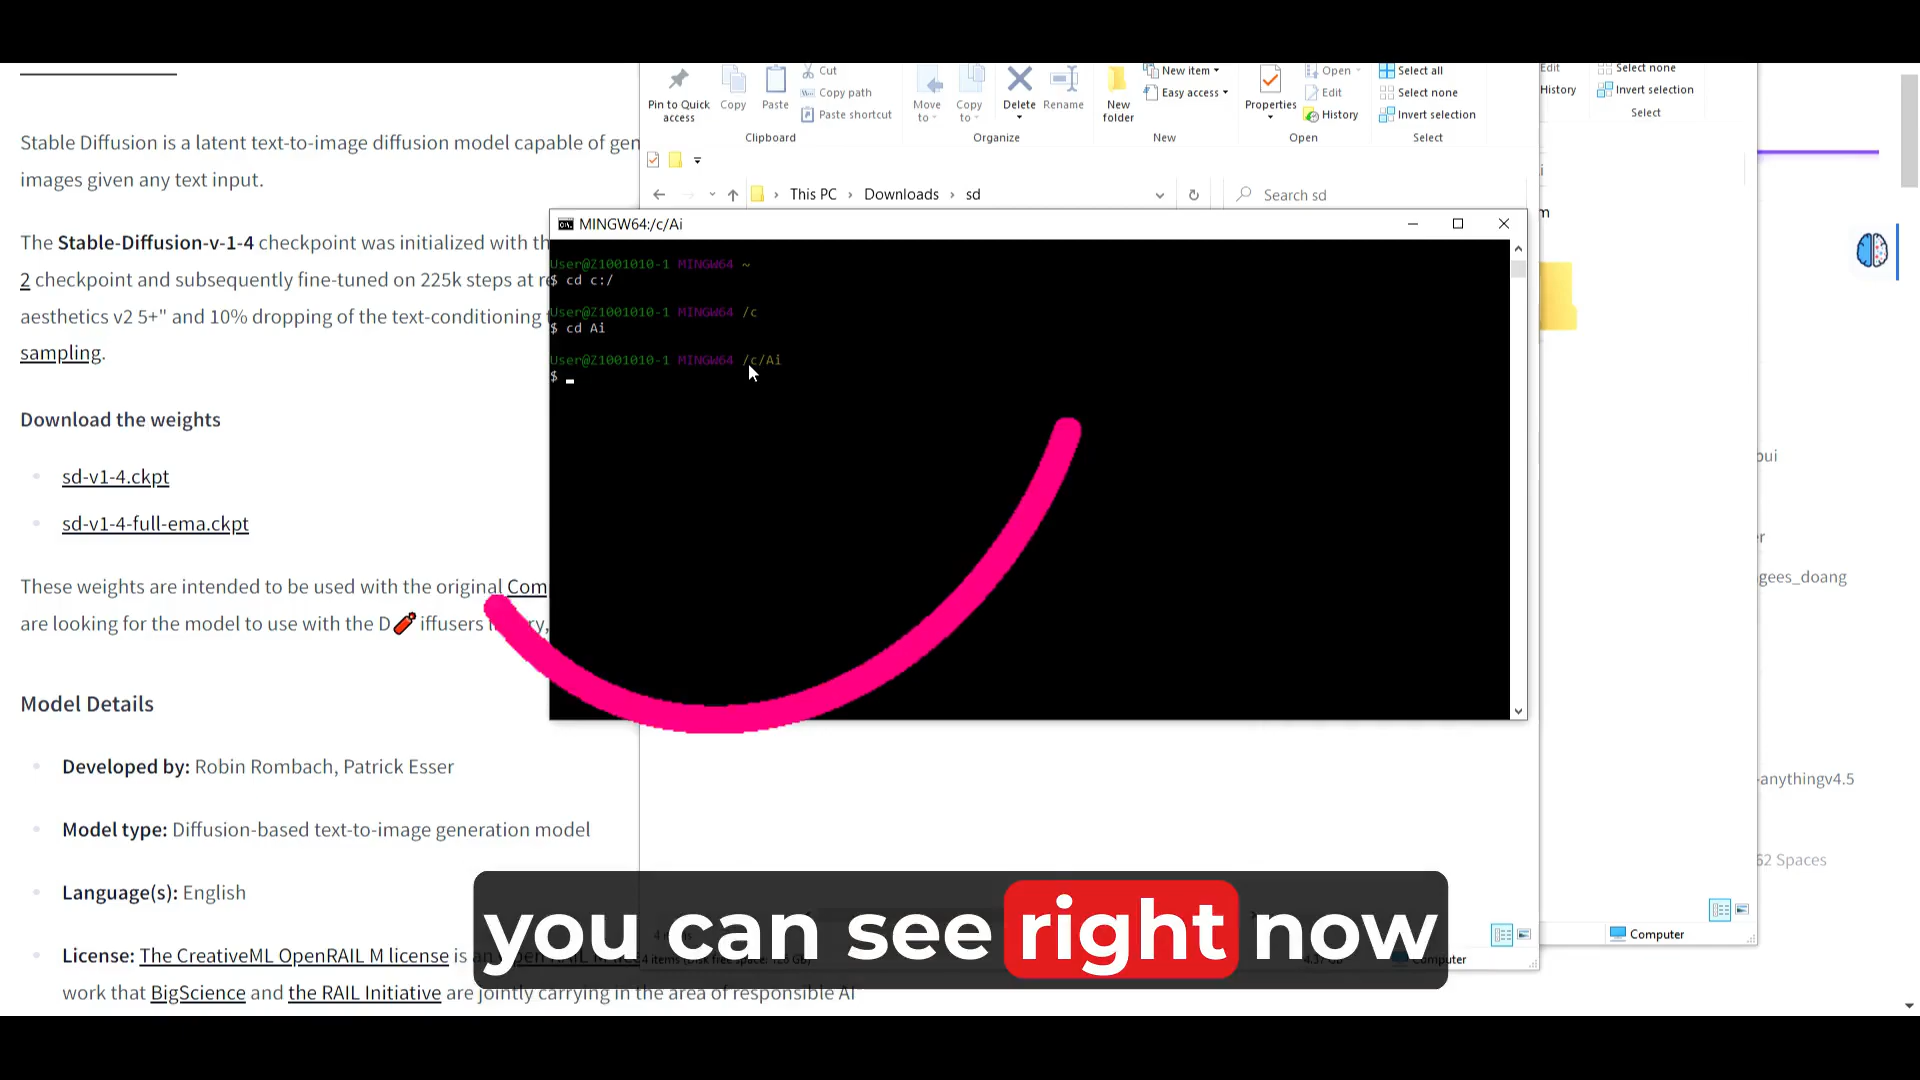 Stable Diffusion is a latent text-to-image diffusion model capable of gen
images given any text input.
The Stable-Diffusion-v-1-4 checkpoint was initialized with th
2 checkpoint and subsequently fine-tuned on 225k steps at re
aesthetics v2 5+" and 10% dropping of the text-conditioning
sampling.
Download the weights
sd-v1-4.ckpt
sd-v1-4-full-ema.ckpt
These weights are intended to be used with the original Com
are looking for the model to use with the D iffusers
Model Details
Developed by: Robin Rombach, Patrick Esser
Model type: Diffusion-based text-to-image generation model
Language(s): English
License: The CreativeML OpenRAIL M license is
work that BigScience and the RAIL Initiative are jointly carrying in the area of responsible AI
Pin to Quick access
Copy
Paste
Cut
Copy path
Paste shortcut
Clipboard
Move to
Copy to
Delete
Rename
Organize
New folder
New item
Easy access
New
Properties
Open
Edit
History
Open
Select all
Select none
Invert selection
Select
This PC > Downloads > sd
Search sd
MINGW64:/c/Ai
User@Z1001010-1 MINGW64 ~
$ cd c:/
User@Z1001010-1 MINGW64 /c
$ cd Ai
User@Z1001010-1 MINGW64 /c/Ai
$
Edit
History
Select none
Invert selection
Select
gees_doang
-anythingv4.5
62 Spaces
Computer
you can see right now